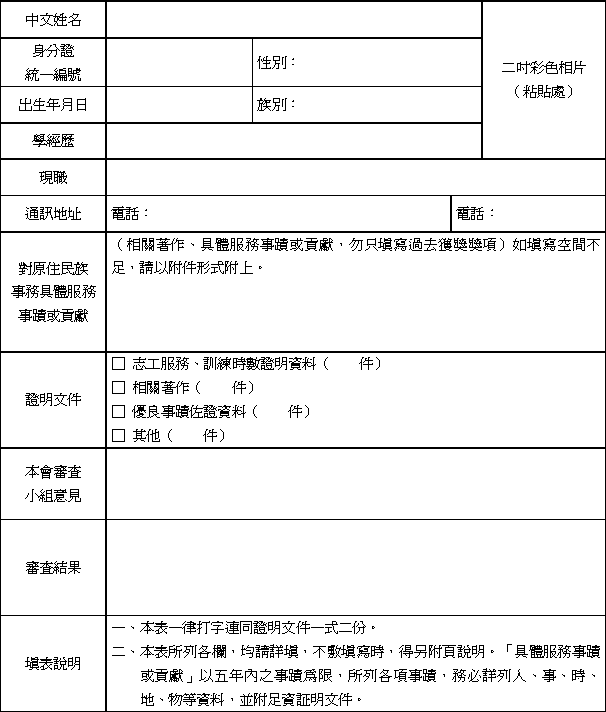 中文姓名
二吋彩色相片
（粘貼處）
身分證
統一編號
性別：
出生年月日
族別：
學經歷
現職
通訊地址
電話：
電話：
對原住民族
事務具體服務
事蹟或貢獻
（相關著作、具體服務事蹟或貢獻，勿只填寫過去獲獎獎項）如填寫空間不
足，請以附件形式附上。
證明文件
□ 志工服務、訓練時數證明資料（　　件）
□ 相關著作（　　件）
□ 優良事蹟佐證資料（　　件）
□ 其他（　　件）
本會審查
小組意見
審查結果
填表說明
一、本表一律打字連同證明文件一式二份。
二、本表所列各欄，均請詳填，不敷填寫時，得另附頁說明。「具體服務事蹟
或貢獻」以五年內之事蹟為限，所列各項事蹟，務必詳列人、事、時、
地、物等資料，並附足資証明文件。